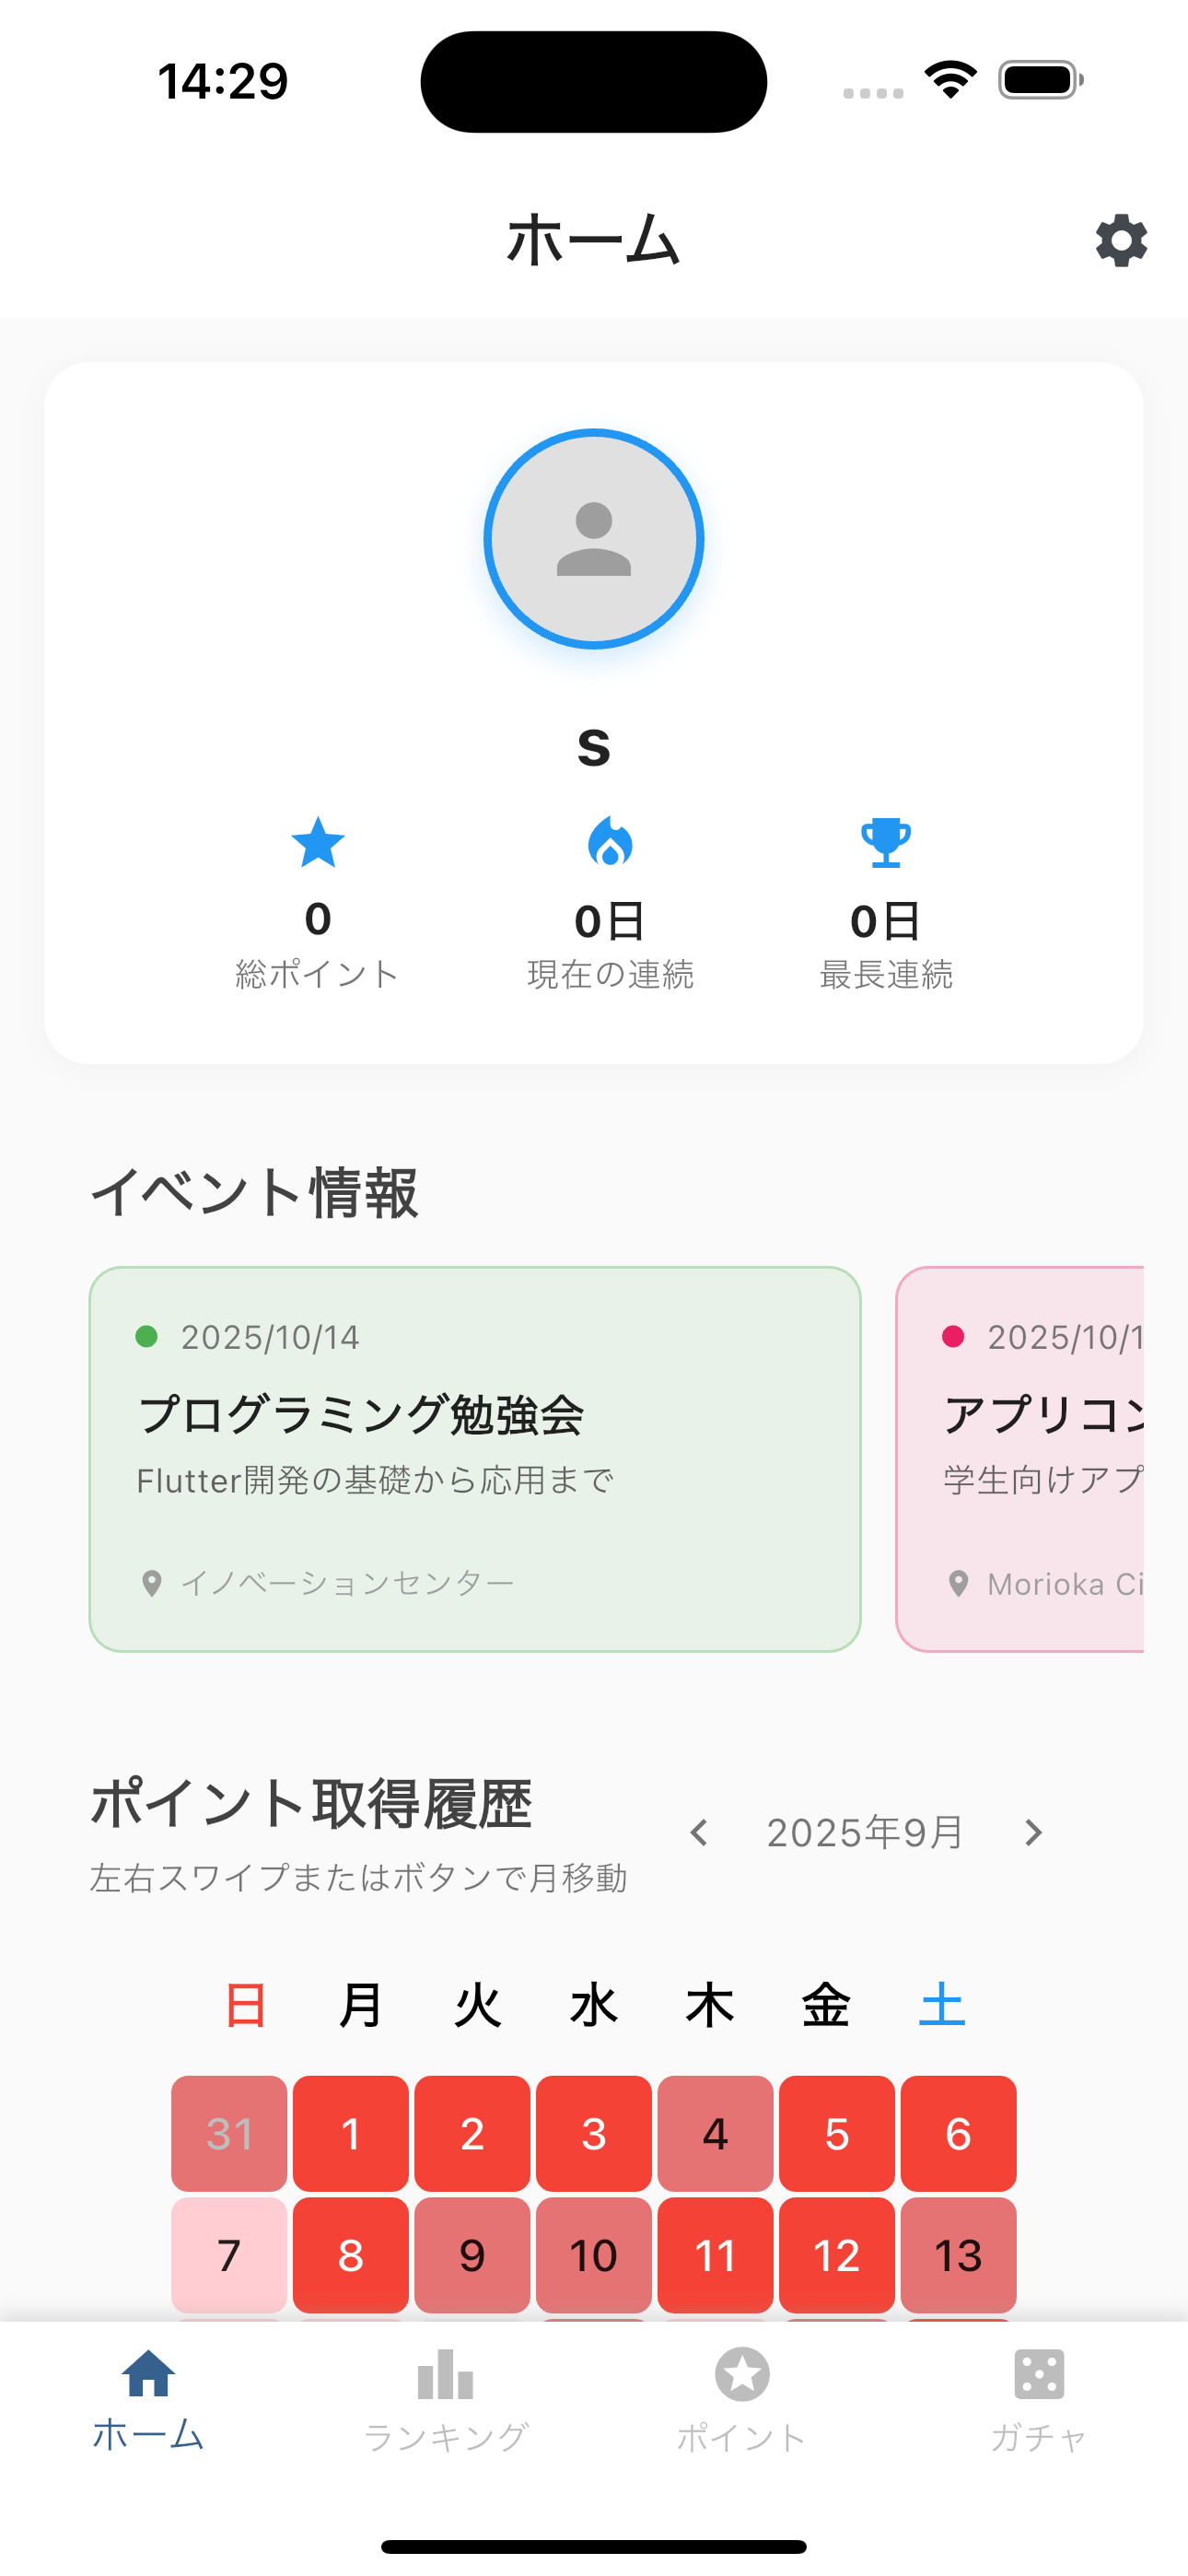 14:29
ホーム
s
0 0日 0日
総ポイント 現在の連続 最長連続
イベント情報
2025/10/14
プログラミング勉強会
Flutter開発の基礎から応用まで
イノベーションセンター
2025/10/1
アプリコン
学生向けアプ
Morioka Ci
ポイント取得履歴
左右スワイプまたはボタンで月移動
2025年9月
日 月 火 水 木 金 土
31 1 2 3 4 5 6
7 8 9 10 11 12 13
ホーム ランキング ポイント ガチャ